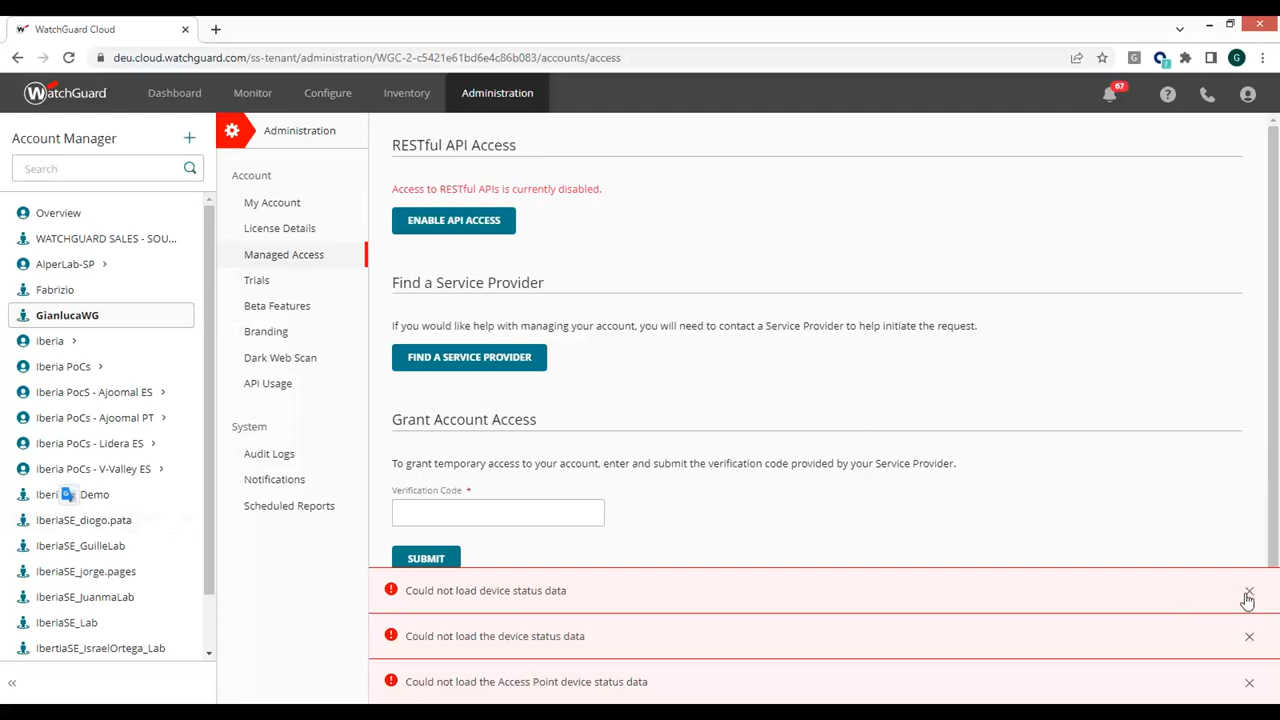 WatchGuard Cloud
deu.cloud.watchguard.com/ss-tenant/administration/WGC-2-c5421e61bd6e4c86b083/accounts/access
G
WatchGuard
Dashboard
Monitor
Configure
Inventory
Administration
67
Account Manager
Search
Overview
WATCHGUARD SALES - SOU...
AlperLab-SP
Fabrizio
GianlucaWG
Iberia
Iberia PoCs
Iberia PocS - Ajoomal ES
Iberia PoCs - Ajoomal PT
Iberia PoCs - Lidera ES
Iberia PoCs - V-Valley ES
Iberi Demo
IberiaSE_diogo.pata
IberiaSE_GuilleLab
IberiaSE_jorge.pages
IberiaSE_JuanmaLab
IberiaSE_Lab
IbertiaSE_IsraelOrtega_Lab
Administration
Account
My Account
License Details
Managed Access
Trials
Beta Features
Branding
Dark Web Scan
API Usage
System
Audit Logs
Notifications
Scheduled Reports
RESTful API Access
Access to RESTful APIs is currently disabled.
ENABLE API ACCESS
Find a Service Provider
If you would like help with managing your account, you will need to contact a Service Provider to help initiate the request.
FIND A SERVICE PROVIDER
Grant Account Access
To grant temporary access to your account, enter and submit the verification code provided by your Service Provider.
Verification Code *
SUBMIT
Could not load device status data
Could not load the device status data
Could not load the Access Point device status data